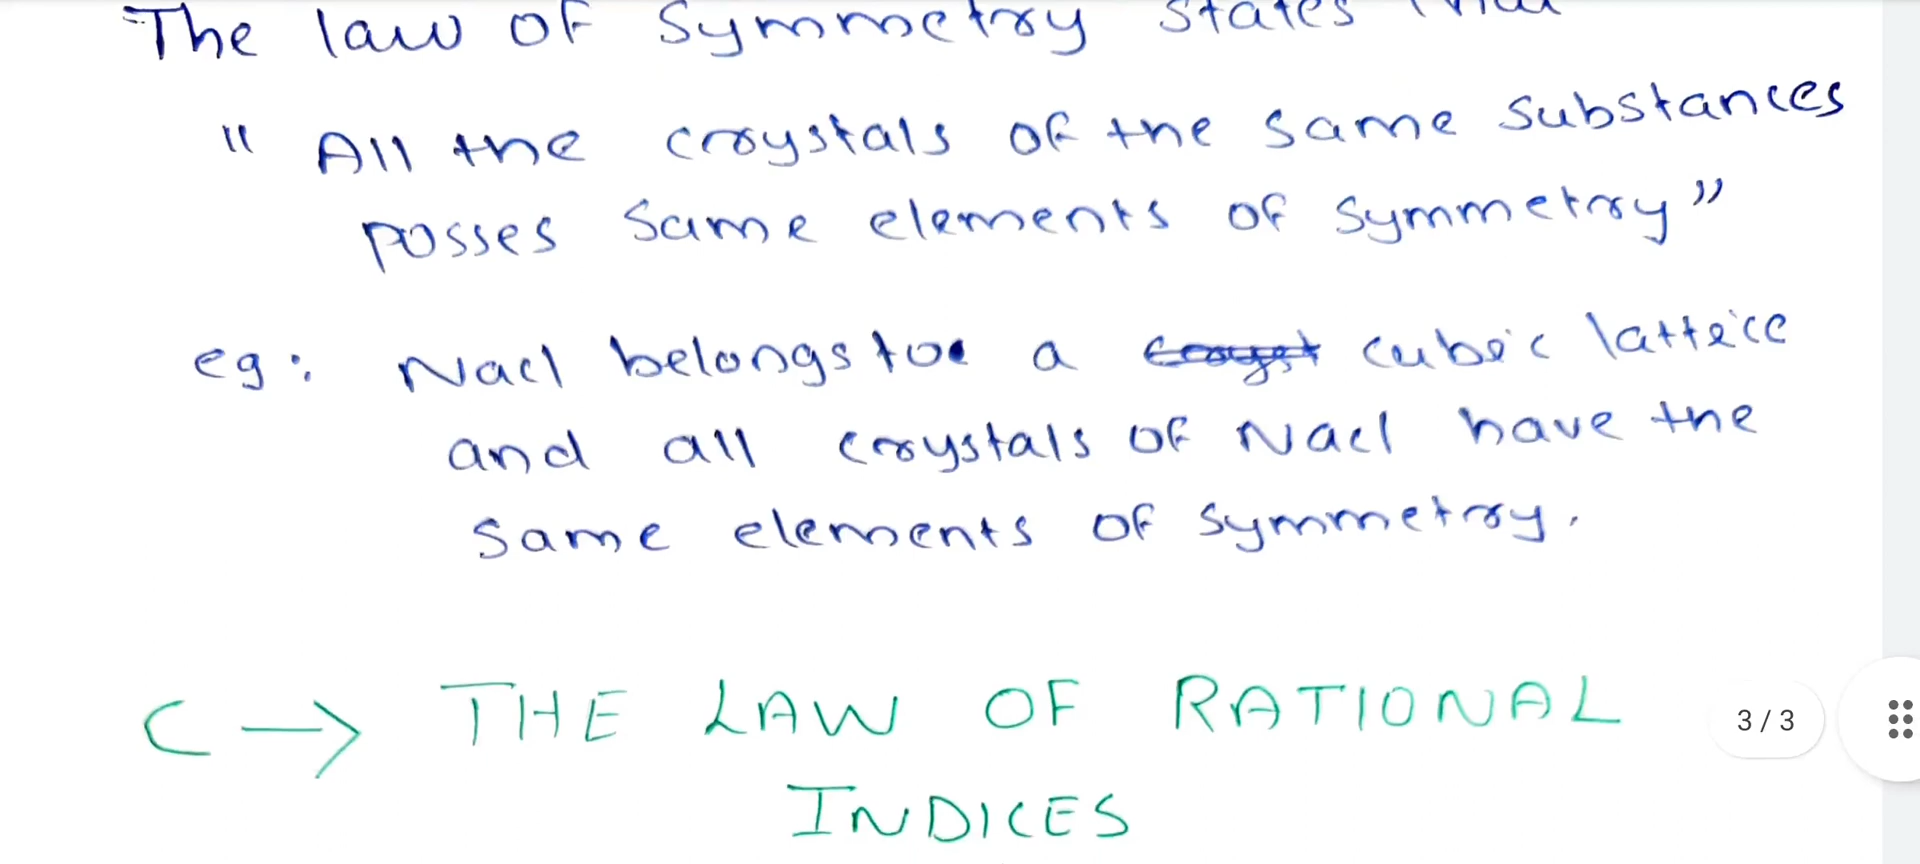 The law of symmetry states that
" All the crystals of the same substances
posses same elements of symmetry"
eg: Nacl belongs to a cubic lattice
and all crystals of Nacl have the
same elements of symmetry.
C → THE LAW OF RATIONAL
3 / 3
INDICES